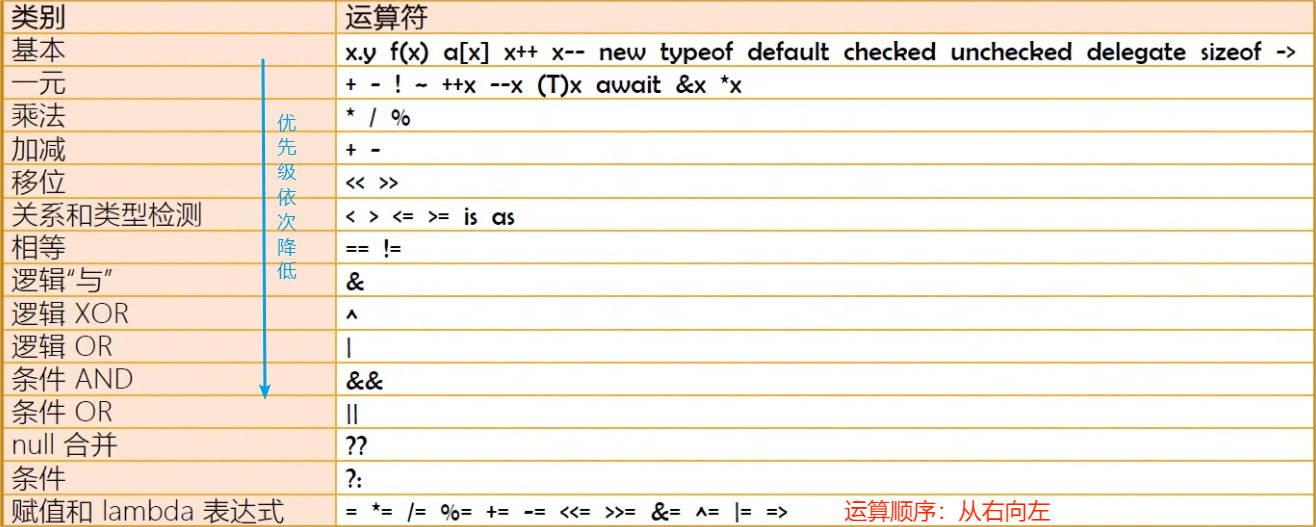 类别 运算符
基本 x.y f(x) a[x] x++ x-- new typeof default checked unchecked delegate sizeof ->
一元 + - ! ~ ++x --x (T)x await &x *x
乘法 * / %
加减 + -
移位 << >>
关系和类型检测 < > <= >= is as
相等 == !=
逻辑“与” &
逻辑 XOR ^
逻辑 OR |
条件 AND &&
条件 OR ||
null 合并 ??
条件 ?:
赋值和 lambda 表达式 = *= /= %= += -= <<= >>= &= ^= |= => 运算顺序：从右向左
优先级依次降低